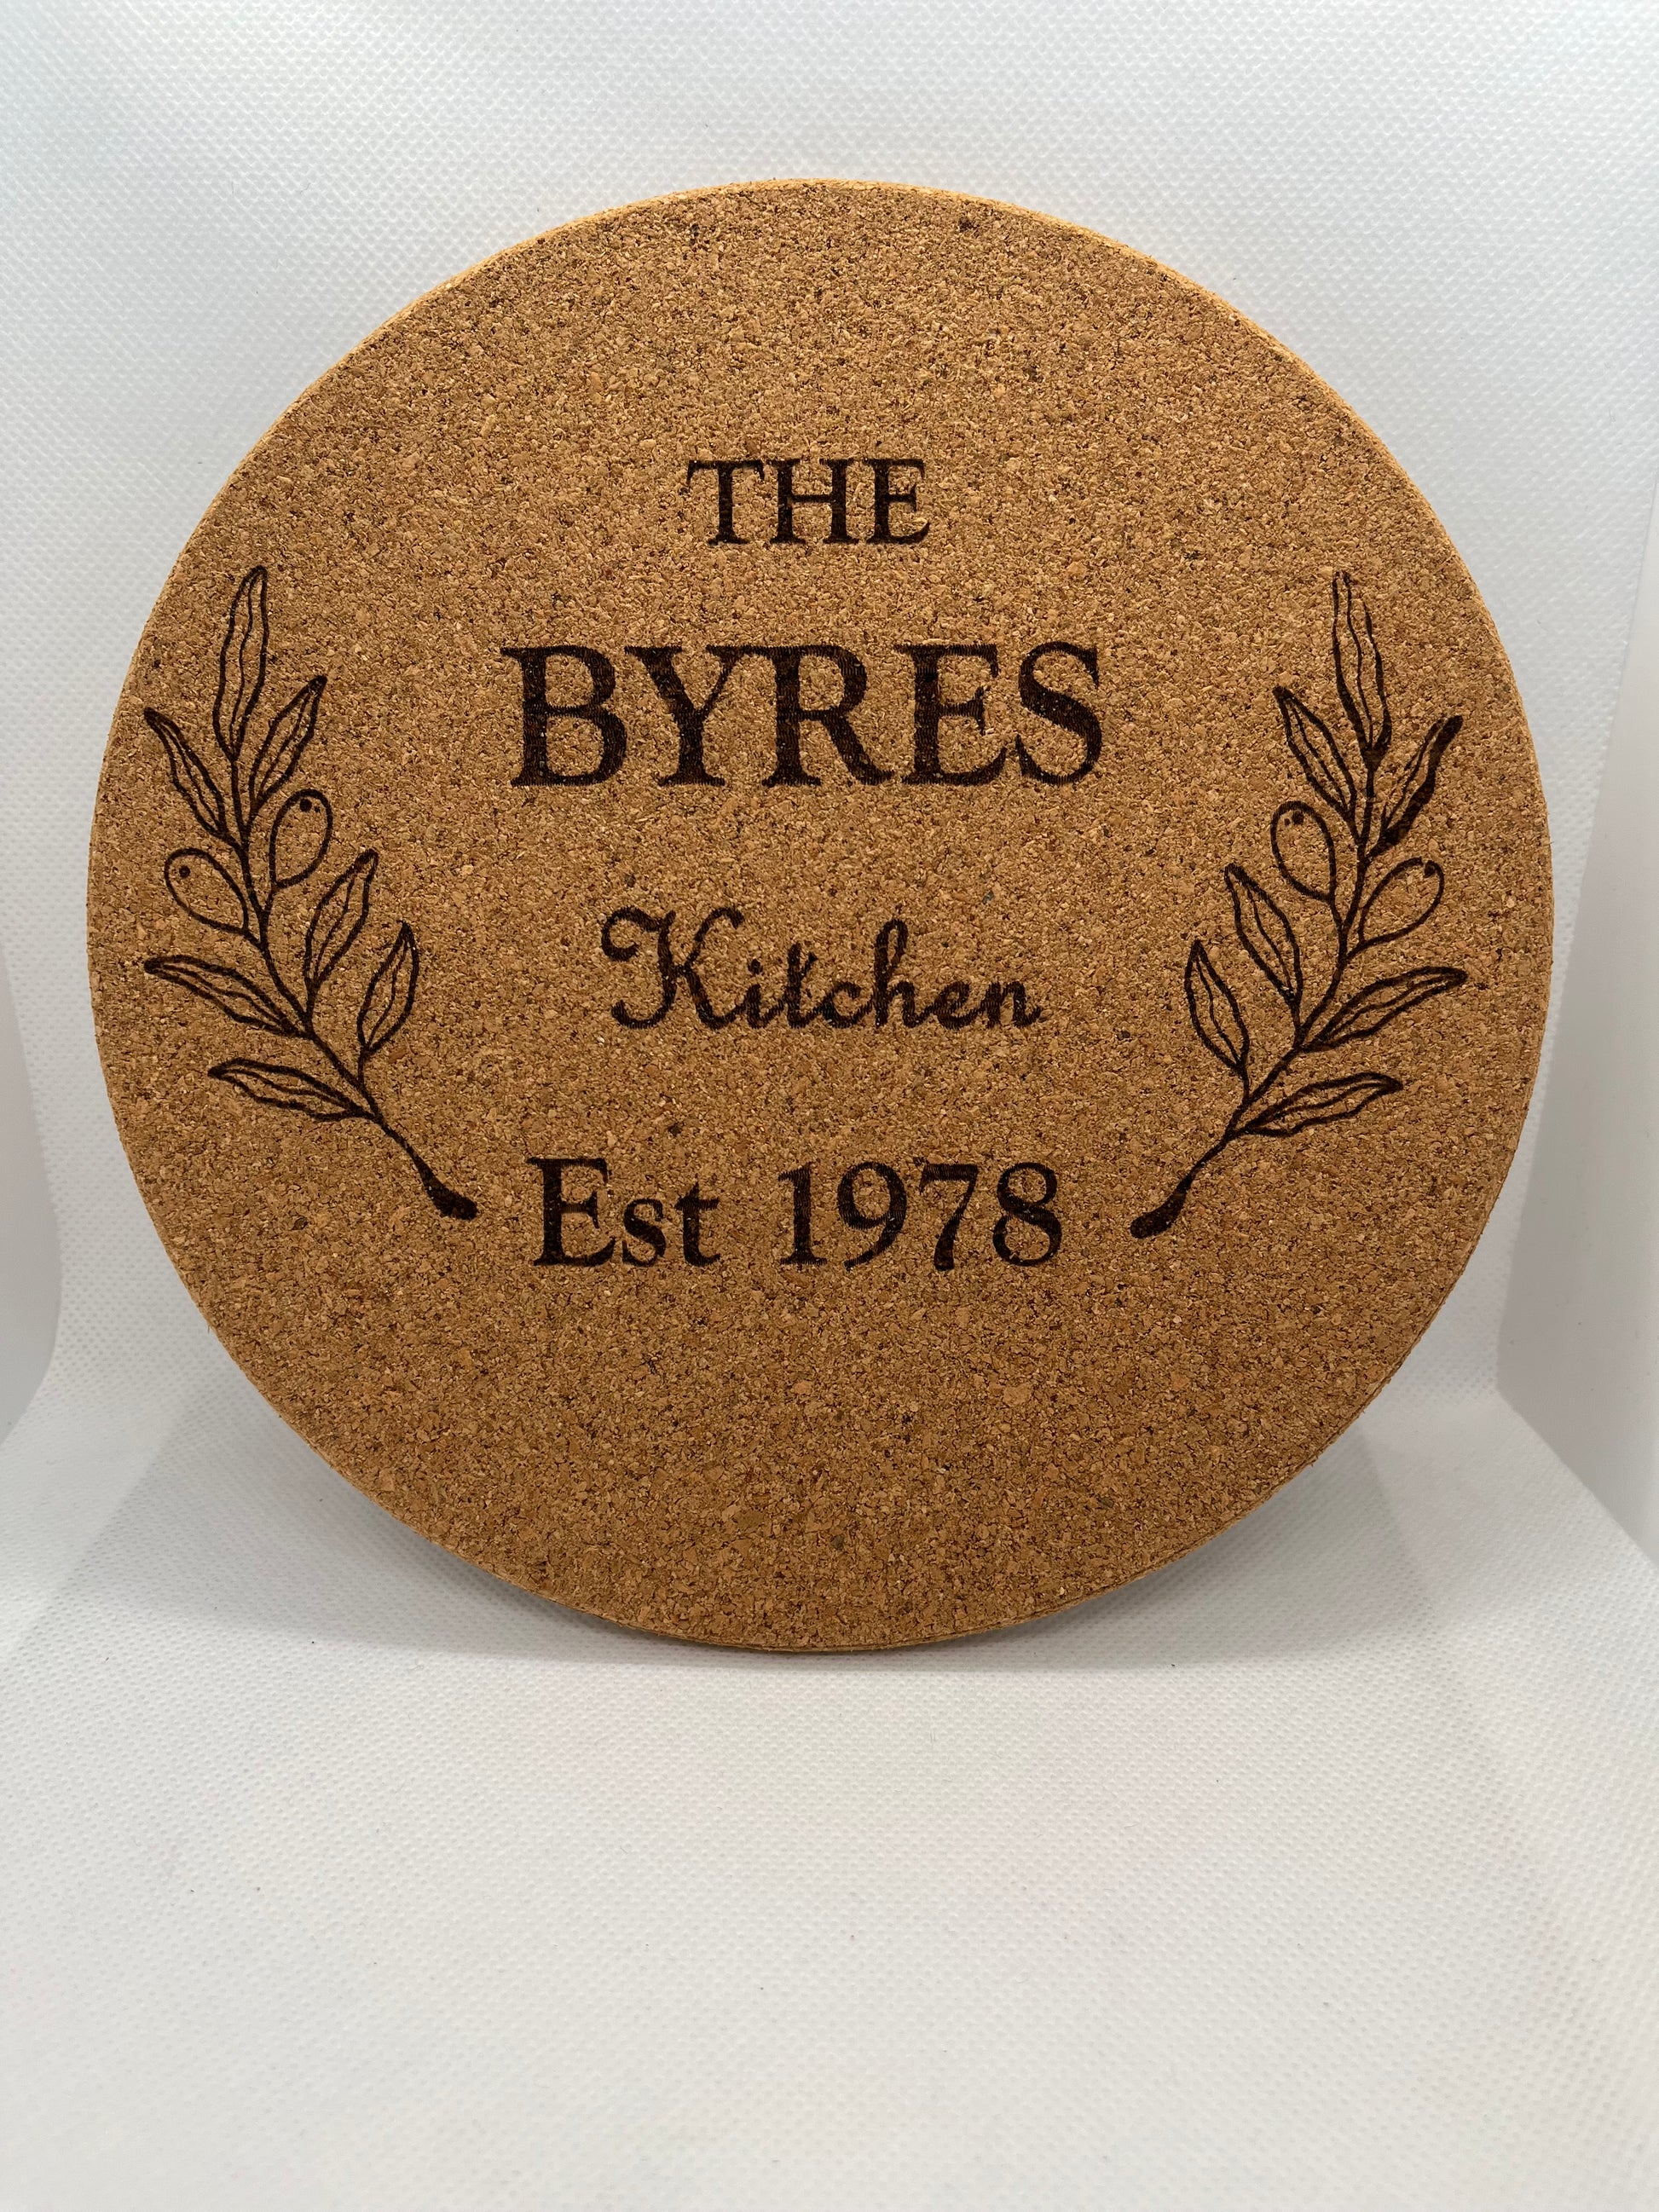 THE
BYRES
Kitchen
Est 1978